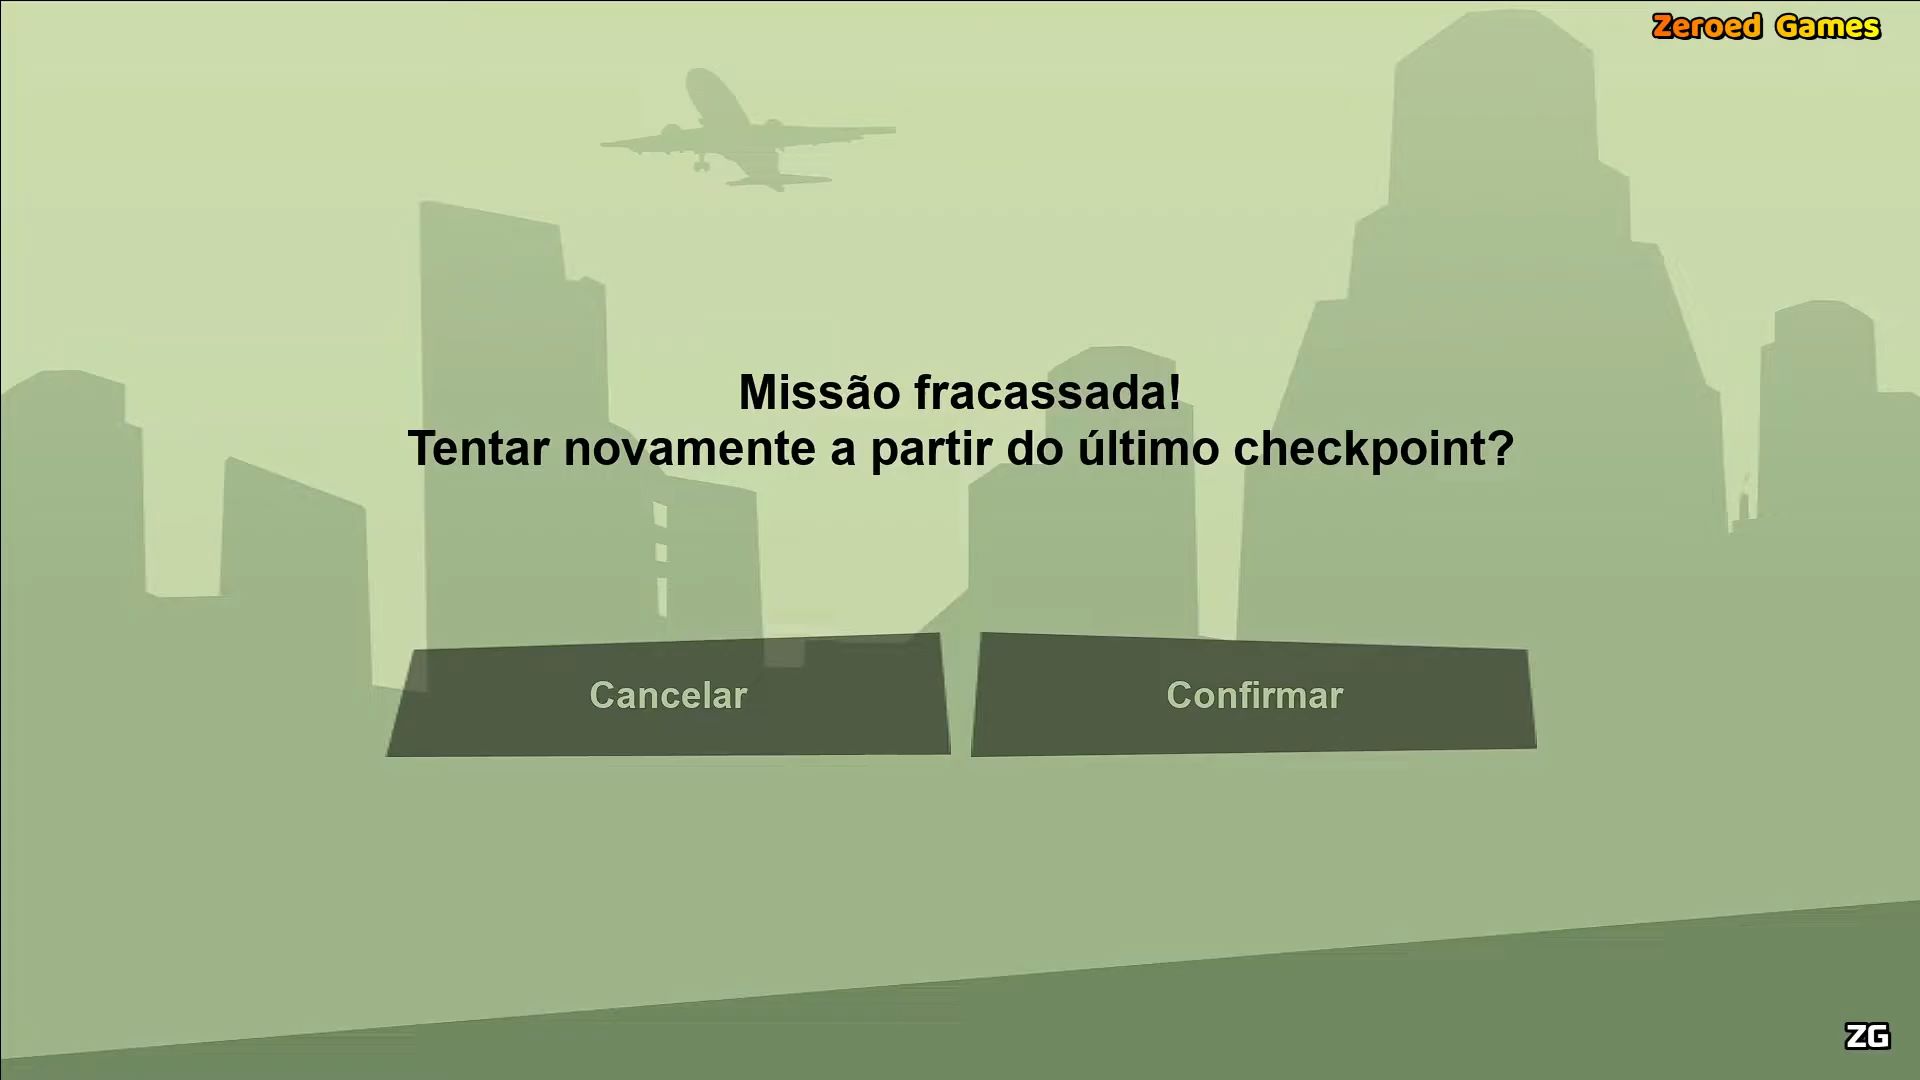 Zeroed Games
Missão fracassada!
Tentar novamente a partir do último checkpoint?
Cancelar
Confirmar
ZG